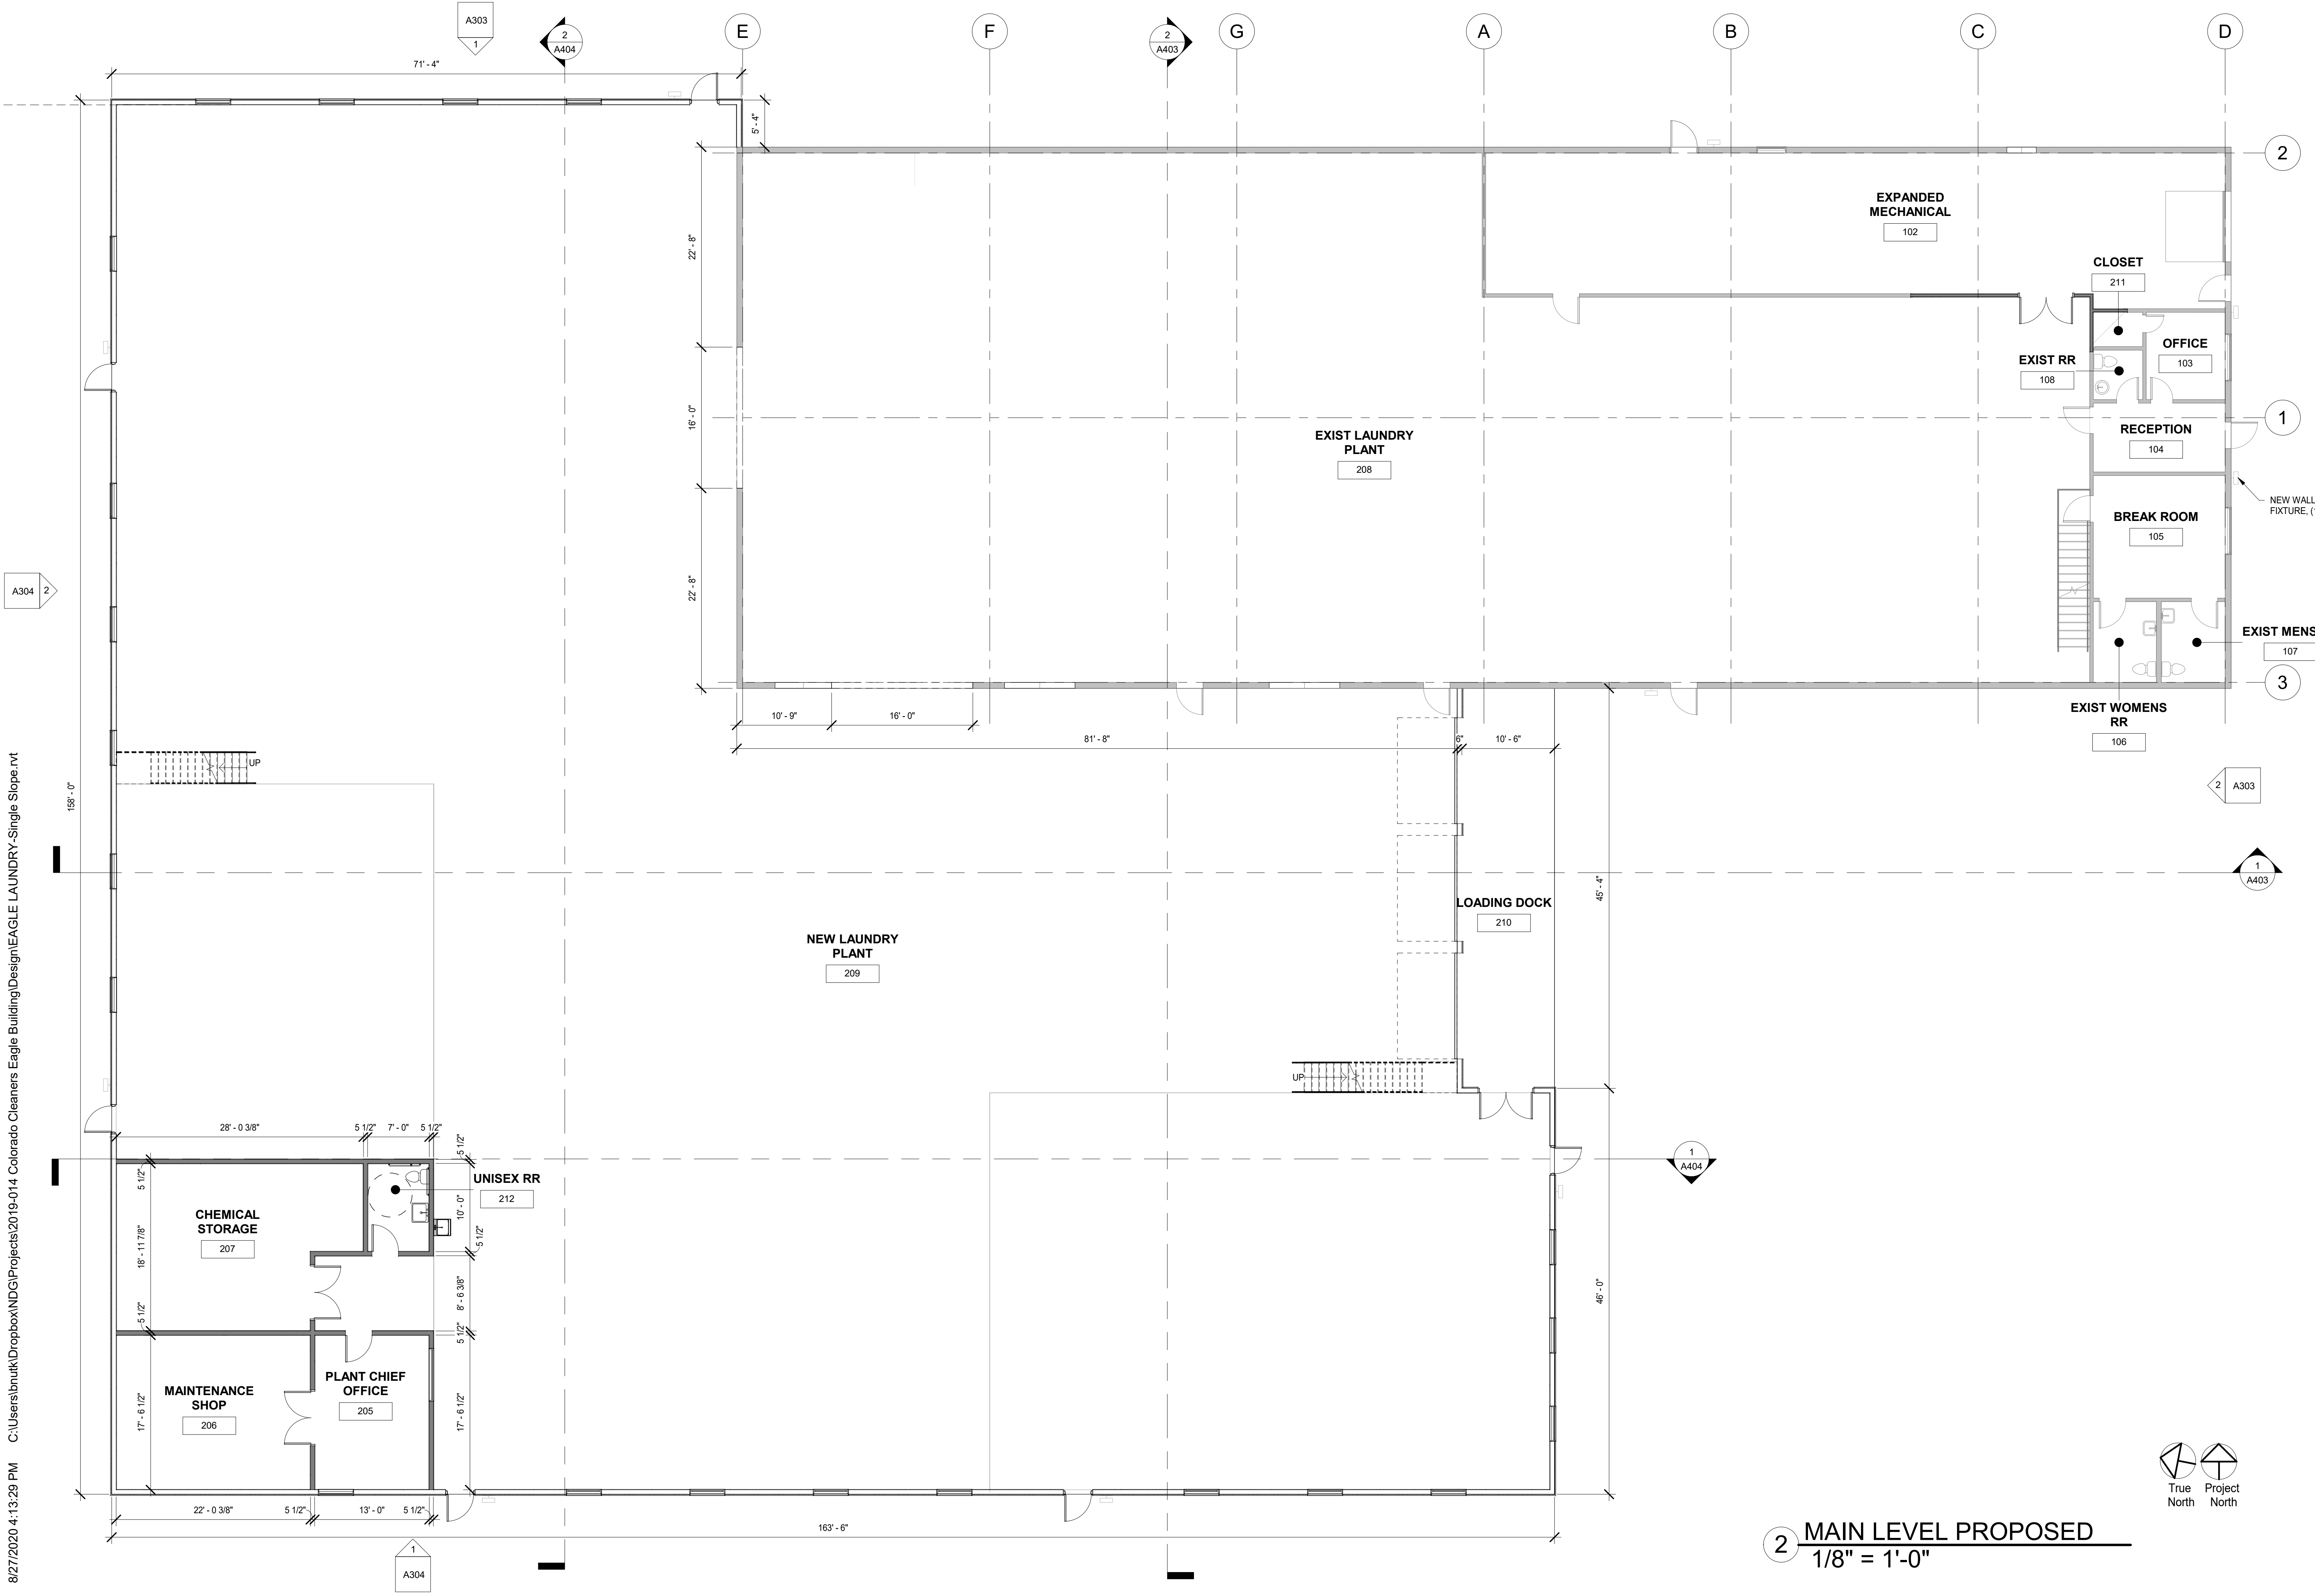 A303
1
2
A404
E
F
2
A403
G
A
B
C
D
71' - 4"
5' - 4"
2
EXPANDED
MECHANICAL
102
22' - 8"
CLOSET
211
OFFICE
103
EXIST RR
108
16' - 0"
1
EXIST LAUNDRY
PLANT
208
RECEPTION
104
NEW WALL
FIXTURE, (
BREAK ROOM
105
22' - 8"
A304
2
EXIST MENS
107
3
10' - 9"
16' - 0"
EXIST WOMENS
RR
106
81' - 8"
6"
10' - 6"
UP
158' - 0"
2
A303
1
A403
45' - 4"
LOADING DOCK
210
NEW LAUNDRY
PLANT
209
UP
28' - 0 3/8"
5 1/2"
7' - 0"
5 1/2"
5 1/2"
1
A404
5 1/2"
UNISEX RR
212
10' - 0"
CHEMICAL
STORAGE
207
18' - 11 7/8"
5 1/2"
8' - 6 3/8"
46' - 0"
5 1/2"
5 1/2"
PLANT CHIEF
OFFICE
205
MAINTENANCE
SHOP
206
17' - 6 1/2"
17' - 6 1/2"
22' - 0 3/8"
5 1/2"
13' - 0"
5 1/2"
163' - 6"
1
A304
True
North
Project
North
2
MAIN LEVEL PROPOSED
1/8" = 1'-0"
8/27/2020 4:13:29 PM C:\Users\bnutk\Dropbox\NDG\Projects\2019-014 Colorado Cleaners Eagle Building\Design\EAGLE LAUNDRY-Single Slope.rvt